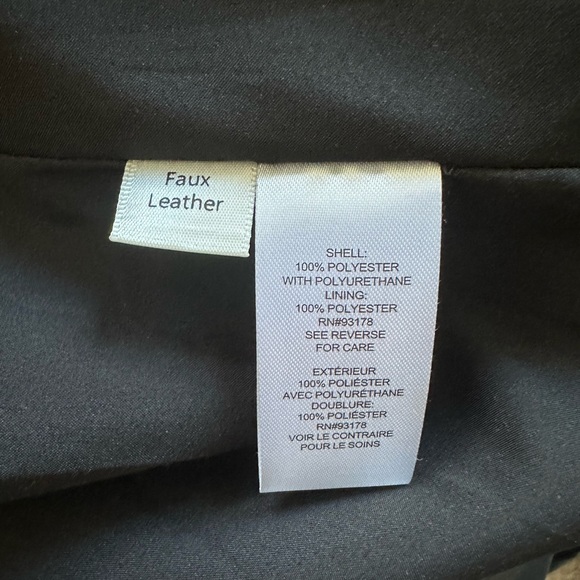 Faux
Leather
SHELL:
100% POLYESTER
WITH POLYURETHANE
LINING:
100% POLYESTER
RN#93178
SEE REVERSE
FOR CARE
EXTÉRIEUR
100% POLIÉSTER
AVEC POLYURÉTHANE
DOUBLURE:
100% POLIÉSTER
RN#93178
VOIR LE CONTRAIRE
POUR LE SOINS